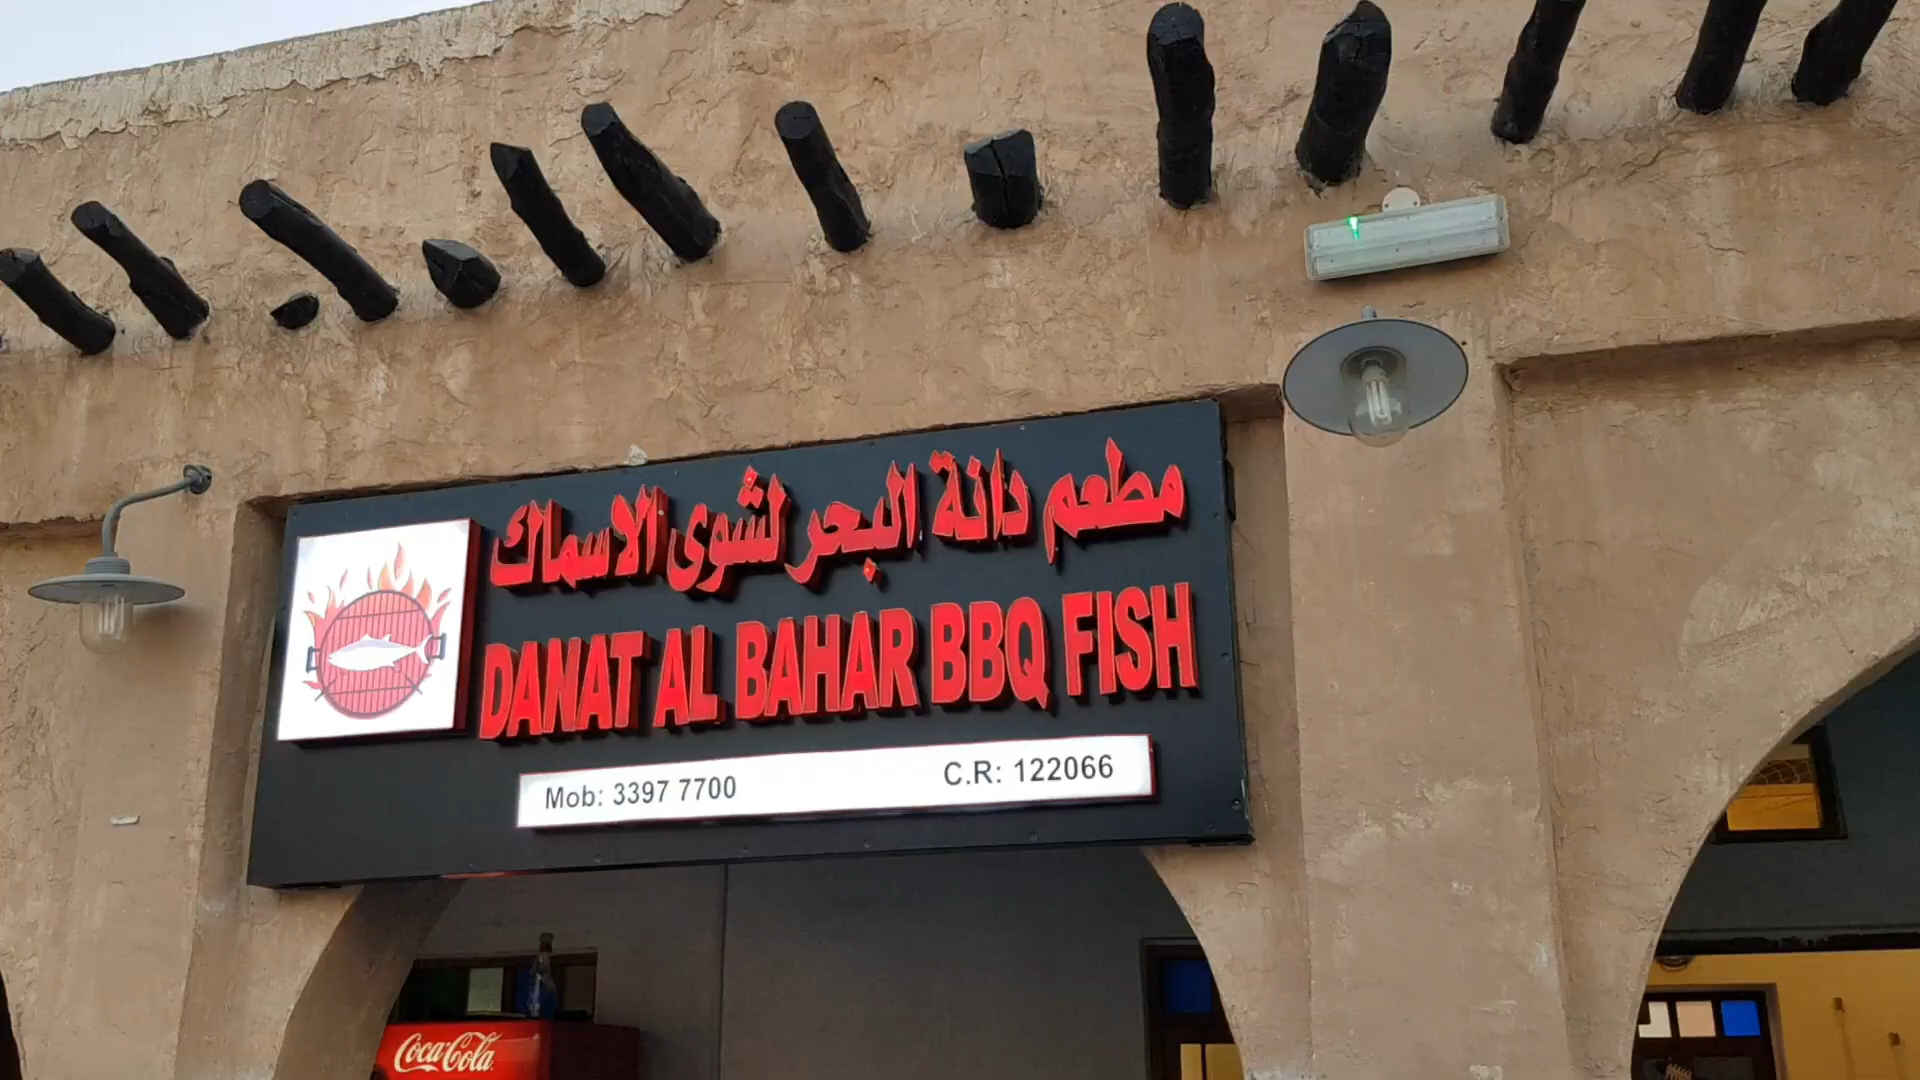 مطعم دانة البحر لشوى الاسماك
DANAT AL BAHAR BBQ FISH
Mob: 3397 7700
C.R: 122066
Coca-Cola